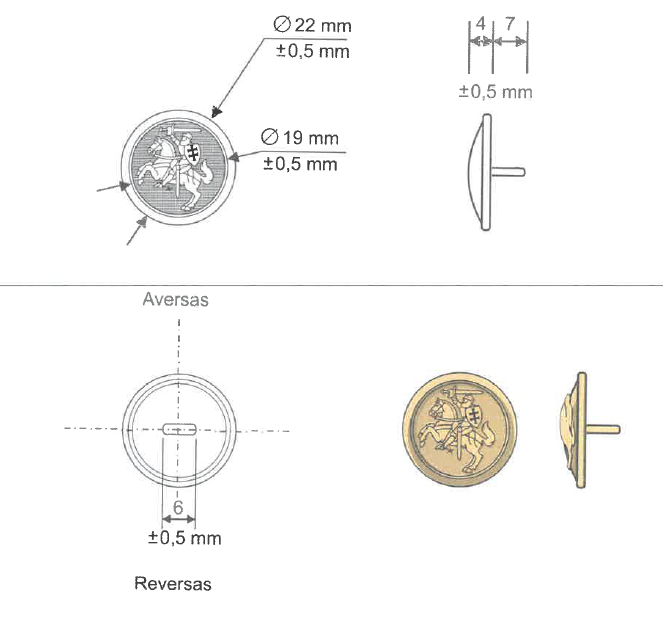 ∅ 22 mm
±0,5 mm
4 7
±0,5 mm
∅ 19 mm
±0,5 mm
Aversas
6
±0,5 mm
Reversas